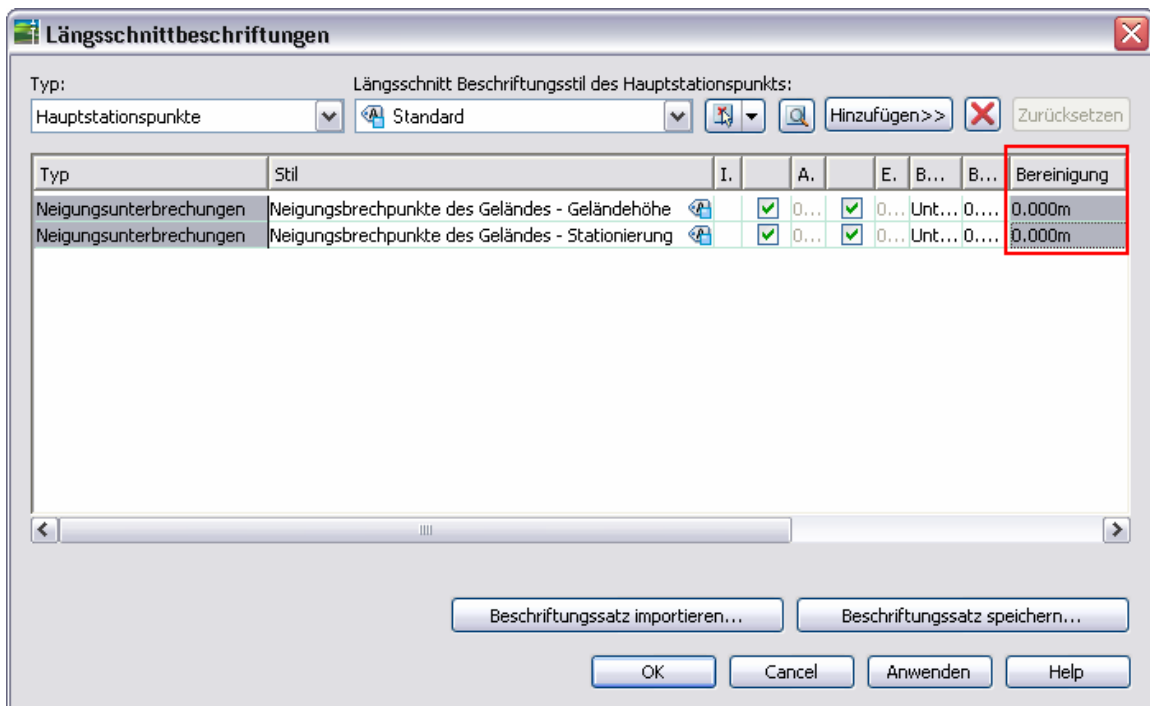 Längsschnittbeschriftungen
Typ: Längsschnitt Beschriftungsstil des Hauptstationspunkts:
Hauptstationspunkte Standard Hinzufügen>> Zurücksetzen
Typ Stil I. A. E. B... B... Bereinigung
Neigungsunterbrechungen Neigungsbrechpunkte des Geländes - Geländehöhe 0... 0... Unt... 0.... 0.000m
Neigungsunterbrechungen Neigungsbrechpunkte des Geländes - Stationierung 0... 0... Unt... 0.... 0.000m
Beschriftungssatz importieren... Beschriftungssatz speichern...
OK Cancel Anwenden Help